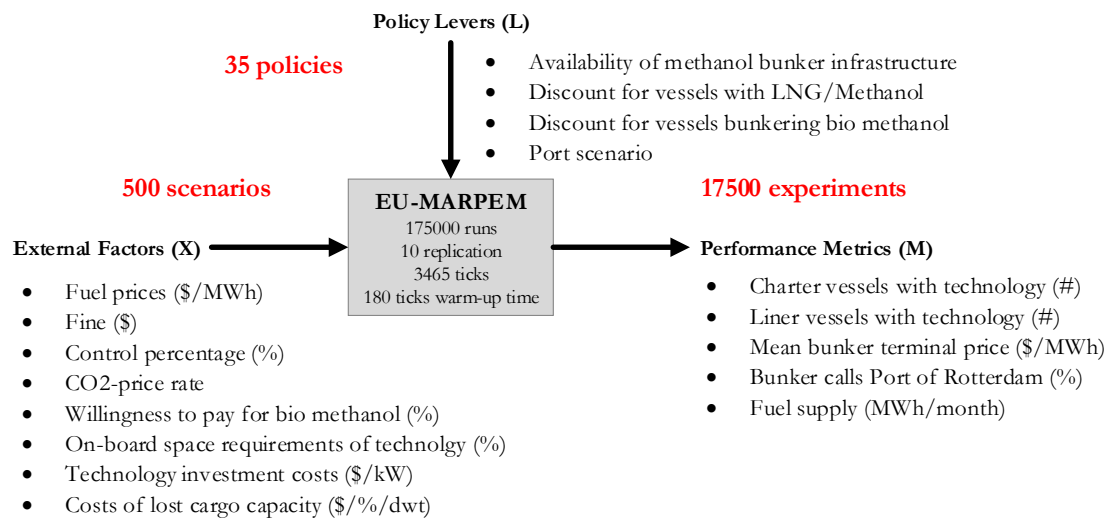 Policy Levers (L)
35 policies
• Availability of methanol bunker infrastructure
• Discount for vessels with LNG/Methanol
• Discount for vessels bunkering bio methanol
• Port scenario
500 scenarios
17500 experiments
EU-MARPEM
175000 runs
10 replication
3465 ticks
180 ticks warm-up time
External Factors (X)
• Fuel prices ($/MWh)
• Fine ($)
• Control percentage (%)
• CO2-price rate
• Willingness to pay for bio methanol (%)
• On-board space requirements of technolgy (%)
• Technology investment costs ($/kW)
• Costs of lost cargo capacity ($/%/dwt)
Performance Metrics (M)
• Charter vessels with technology (#)
• Liner vessels with technology (#)
• Mean bunker terminal price ($/MWh)
• Bunker calls Port of Rotterdam (%)
• Fuel supply (MWh/month)